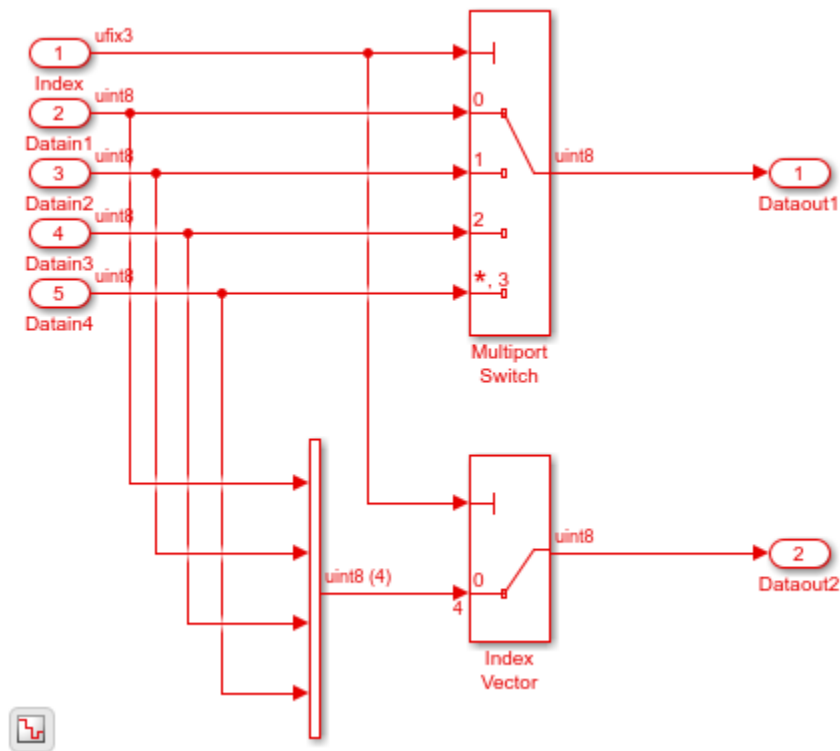 ufix3
1
Index
uint8
2
Datain1
uint8
3
Datain2
uint8
4
Datain3
uint8
5
Datain4
0
1
2
*, 3
Multiport
Switch
uint8
1
Dataout1
uint8 (4)
0
4
Index
Vector
uint8
2
Dataout2